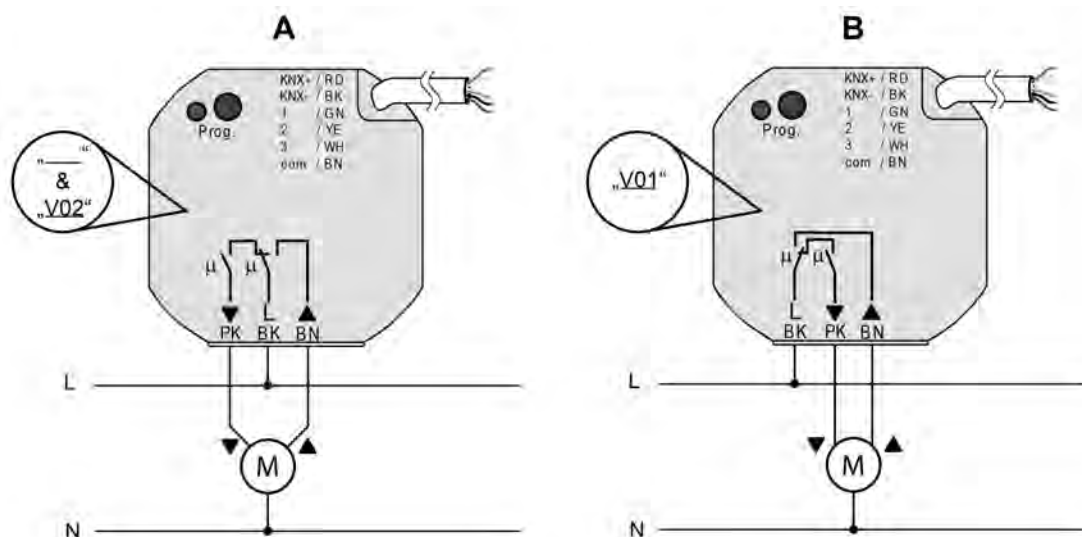 A
KNX+ / RD
KNX- / BK
1 / GN
2 / YE
3 / WH
com / BN
Prog.
„___“
&
„V02“
μ μ
L
PK BK BN
L
M
N
B
KNX+ / RD
KNX- / BK
1 / GN
2 / YE
3 / WH
com / BN
Prog.
„V01“
μ μ
L
BK PK BN
L
M
N